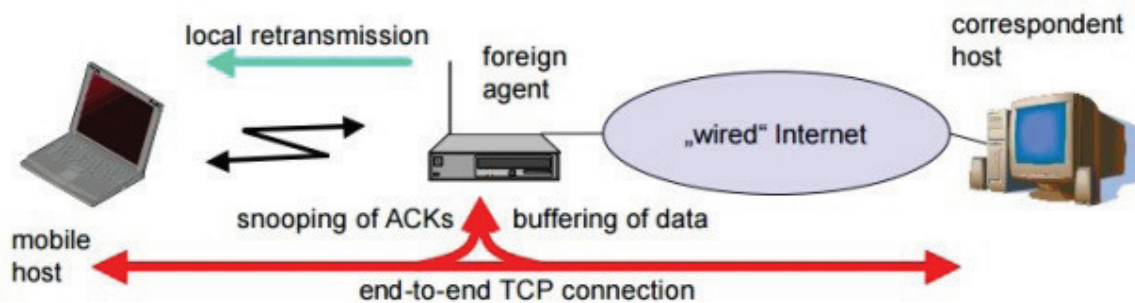 local retransmission
foreign
agent
correspondent
host
„wired“ Internet
snooping of ACKs
buffering of data
mobile
host
end-to-end TCP connection